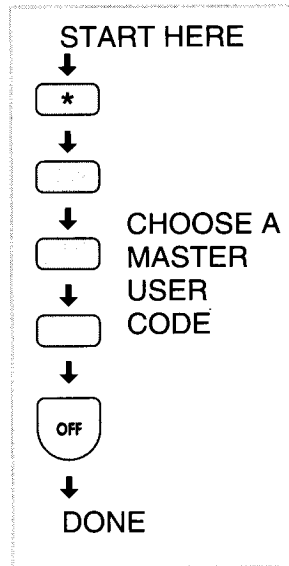 START HERE
*
CHOOSE A
MASTER
USER
CODE
OFF
DONE